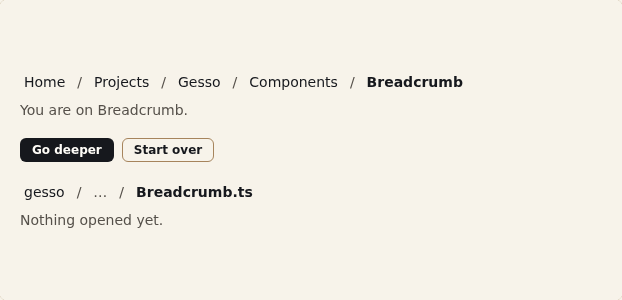 Home / Projects / Gesso / Components / Breadcrumb
You are on Breadcrumb.
Go deeper Start over
gesso / … / Breadcrumb.ts
Nothing opened yet.